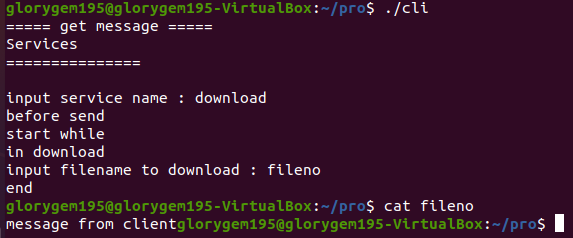 glorygem195@glorygem195-VirtualBox:~/pro$ ./cli
===== get message =====
Services
===============
input service name : download
before send
start while
in download
input filename to download : fileno
end
glorygem195@glorygem195-VirtualBox:~/pro$ cat fileno
message from clientglorygem195@glorygem195-VirtualBox:~/pro$